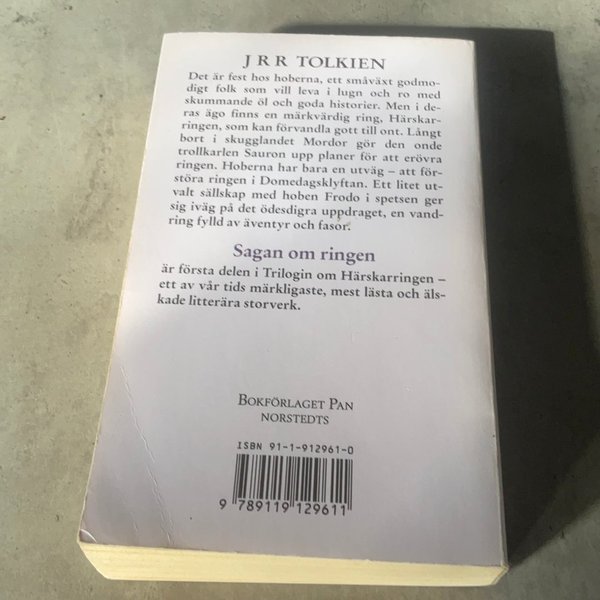 J R R TOLKIEN
Det är fest hos hoberna, ett småväxt godmo-
digt folk som vill leva i lugn och ro med
skummande öl och goda historier. Men i de-
ras ägo finns en märkvärdig ring, Härskar-
ringen, som kan förvandla gott till ont. Långt
bort i skugglandet Mordor gör den onde
trollkarlen Sauron upp planer för att erövra
ringen. Hoberna har bara en utväg – att för-
störa ringen i Domedagsklyftan. Ett litet ut-
valt sällskap med hoben Frodo i spetsen ger
sig iväg på det ödesdigra uppdraget, en vand-
ring fylld av äventyr och fasor.
Sagan om ringen
är första delen i Trilogin om Härskarringen –
ett av vår tids märkligaste, mest lästa och äls-
kade litterära storverk.
BOKFÖRLAGET PAN
NORSTEDTS
ISBN 91-1-912961-0
9 789119 129611